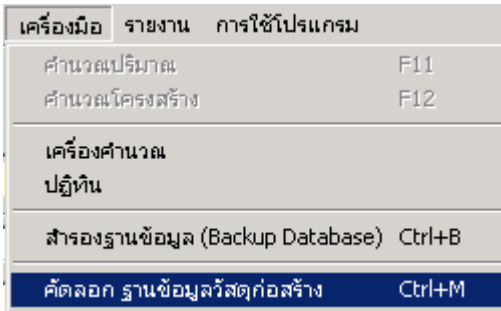 เครื่องมือ รายงาน การใช้โปรแกรม
คำนวณปริมาณ F11
คำนวณโครงสร้าง F12
เครื่องคำนวณ
ปฏิทิน
สำรองฐานข้อมูล (Backup Database) Ctrl+B
คัดลอก ฐานข้อมูลวัสดุก่อสร้าง Ctrl+M